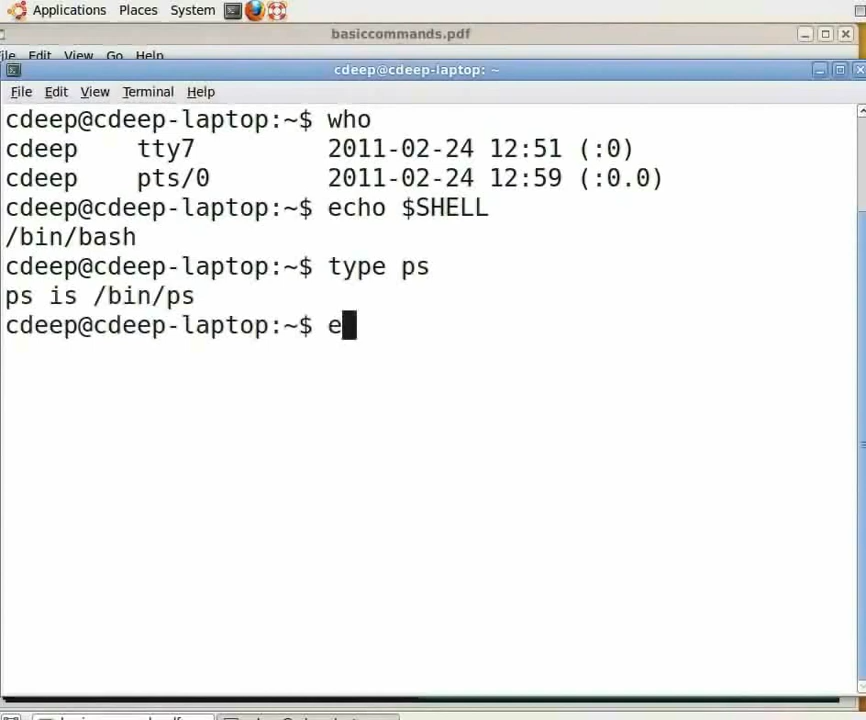 Applications Places System
basiccommands.pdf
File Edit View Go Help
cdeep@cdeep-laptop: ~
File Edit View Terminal Help
cdeep@cdeep-laptop:~$ who
cdeep tty7 2011-02-24 12:51 (:0)
cdeep pts/0 2011-02-24 12:59 (:0.0)
cdeep@cdeep-laptop:~$ echo $SHELL
/bin/bash
cdeep@cdeep-laptop:~$ type ps
ps is /bin/ps
cdeep@cdeep-laptop:~$ e